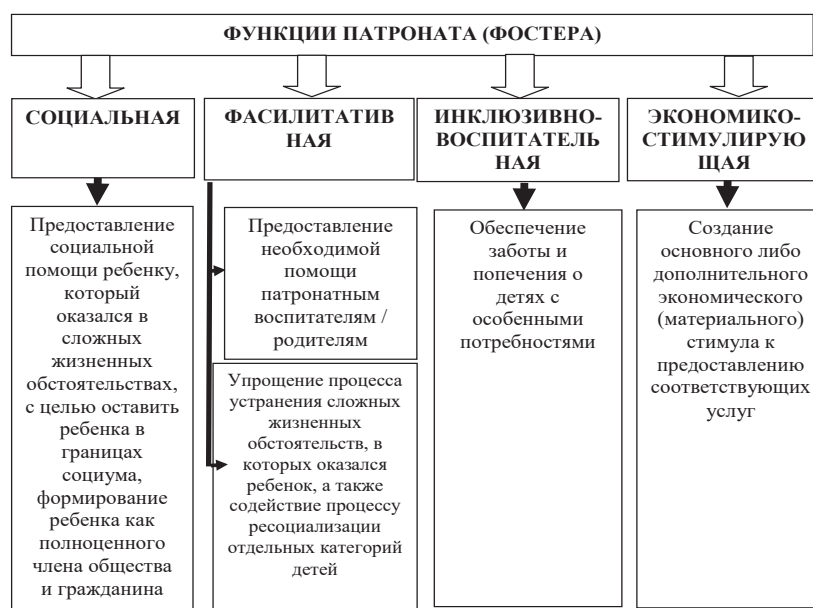 ФУНКЦИИ ПАТРОНАТА (ФОСТЕРА)
СОЦИАЛЬНАЯ
ФАСИЛИТАТИВ
НАЯ
ИНКЛЮЗИВНО-
ВОСПИТАТЕЛЬ
НАЯ
ЭКОНОМИКО-
СТИМУЛИРУЮ
ЩАЯ
Предоставление
социальной
помощи ребенку,
который
оказался в
сложных
жизненных
обстоятельствах,
с целью оставить
ребенка в
границах
социума,
формирование
ребенка как
полноценного
члена общества
и гражданина
Предоставление
необходимой
помощи
патронатным
воспитателям /
родителям
Упрощение процесса
устранения сложных
жизненных
обстоятельств, в
которых оказался
ребенок, а также
содействие процессу
ресоциализации
отдельных категорий
детей
Обеспечение
заботы и
попечения о
детях с
особенными
потребностями
Создание
основного либо
дополнительного
экономического
(материального)
стимула к
предоставлению
соответствующих
услуг